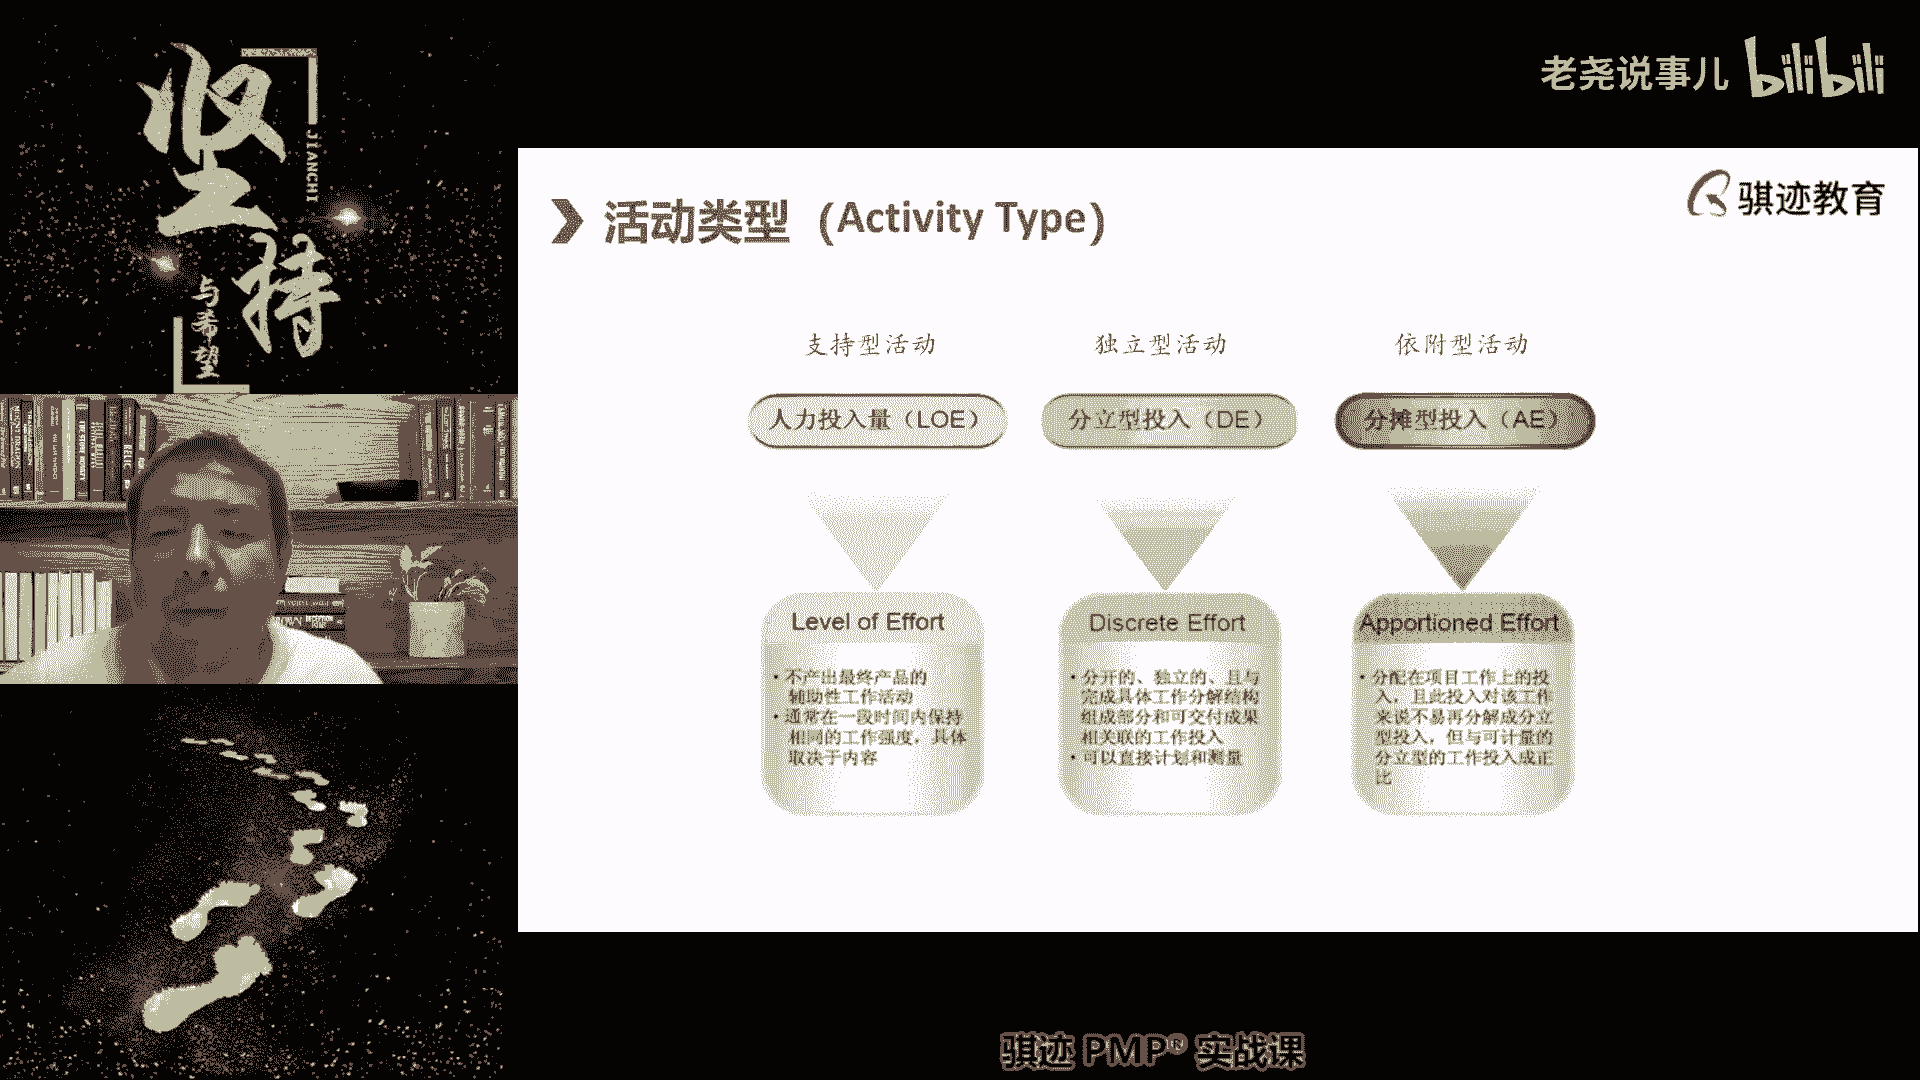 坚持
JIANCHI
与希望
老尧说事儿 bilibili
骐迹教育
活动类型（Activity Type）
支持型活动
独立型活动
依附型活动
人力投入量（LOE）
分立型投入（DE）
分摊型投入（AE）
Level of Effort
• 不产出最终产品的
辅助性工作活动
• 通常在一段时间内保持
相同的工作强度，具体
取决于内容
Discrete Effort
• 分开的、独立的、且与
完成具体工作分解结构
组成部分和可交付成果
相关联的工作投入
• 可以直接计划和测量
Apportioned Effort
• 分配在项目工作上的投
入，且此投入对该工作
来说不易再分解成分立
型投入，但与可计量的
分立型的工作投入成正
比
骐迹 PMP® 实战课